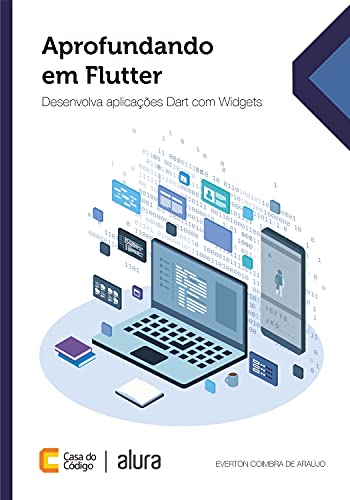 Aprofundando
em Flutter
Desenvolva aplicações Dart com Widgets
Casa do
Código
alura
EVERTON COIMBRA DE ARAÚJO